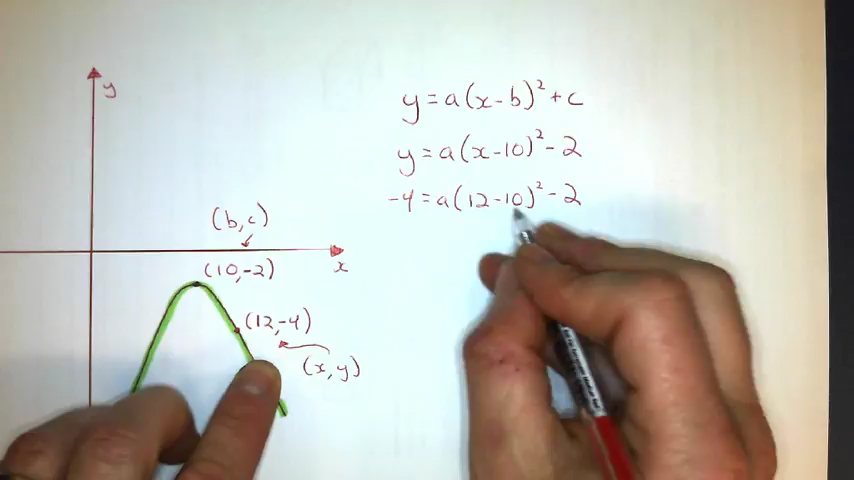 y
y = a(x - b)² + c
y = a(x - 10)² - 2
-4 = a(12 - 10)² - 2
(b, c)
x
(10, -2)
(12, -4)
(x, y)